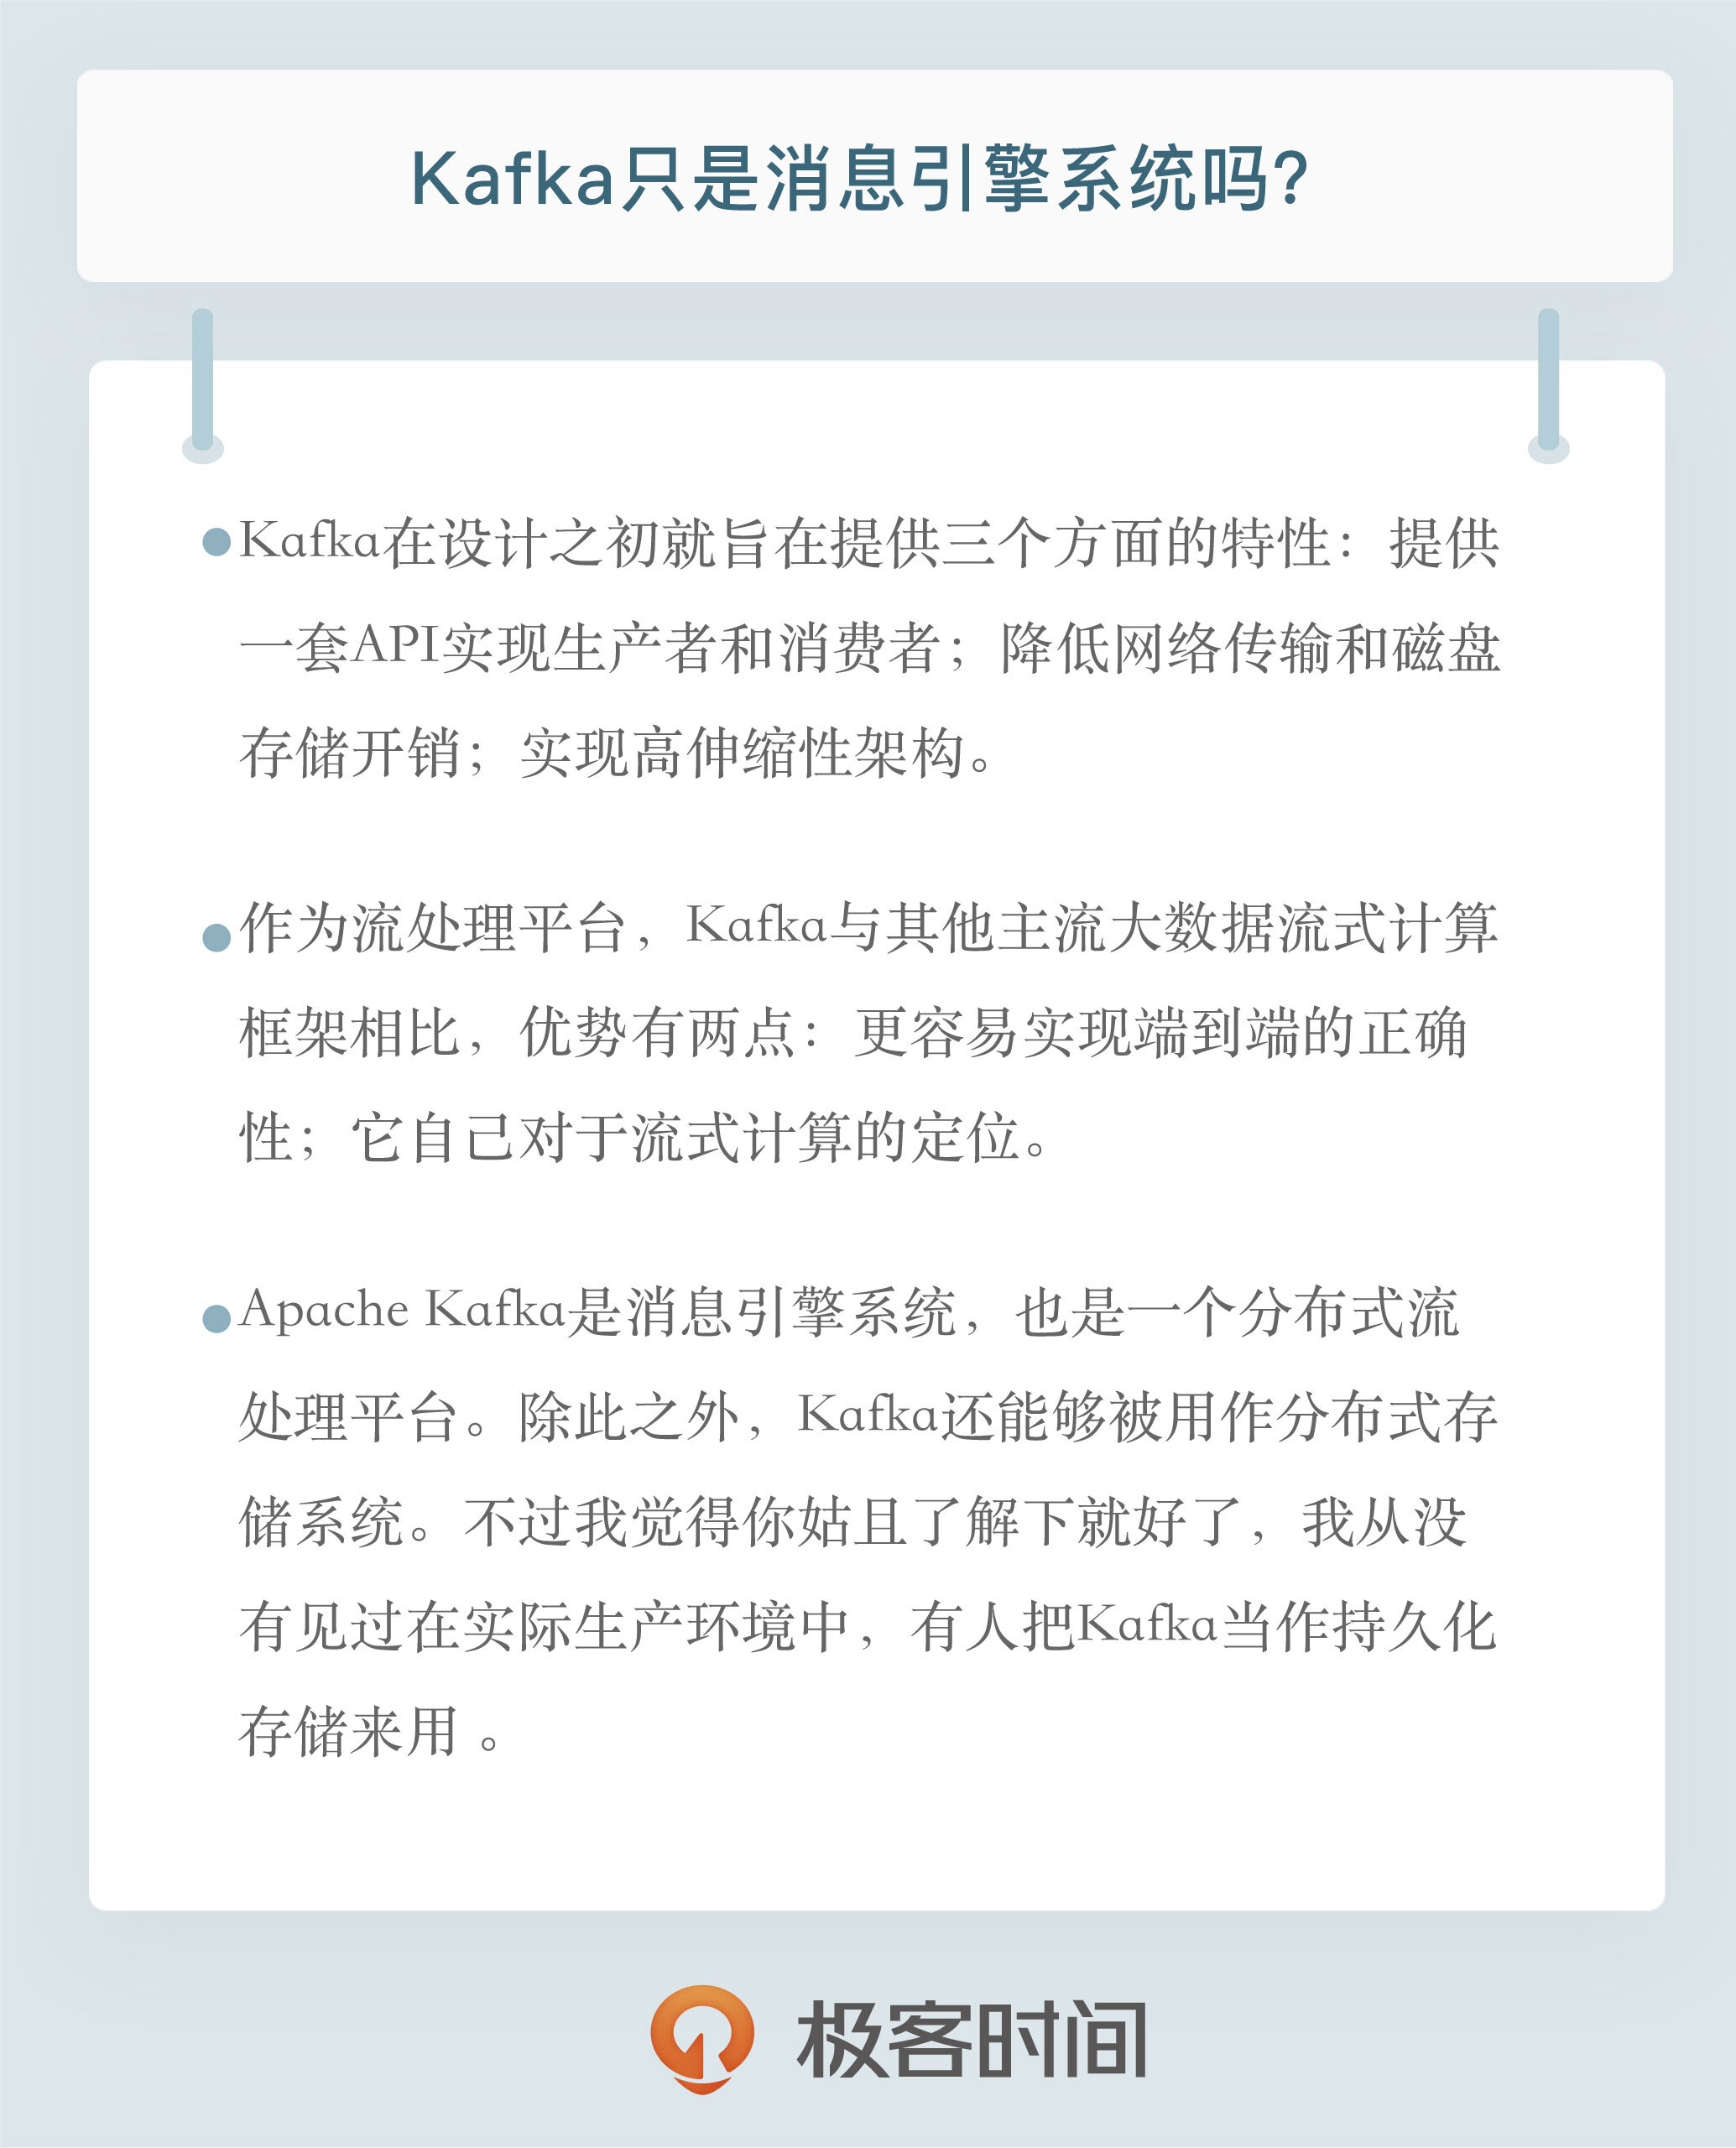 Kafka只是消息引擎系统吗?
Kafka在设计之初就旨在提供三个方面的特性：提供
一套API实现生产者和消费者；降低网络传输和磁盘
存储开销；实现高伸缩性架构。
作为流处理平台，Kafka与其他主流大数据流式计算
框架相比，优势有两点：更容易实现端到端的正确
性；它自己对于流式计算的定位。
Apache Kafka是消息引擎系统，也是一个分布式流
处理平台。除此之外，Kafka还能够被用作分布式存
储系统。不过我觉得你姑且了解下就好了，我从没
有见过在实际生产环境中，有人把Kafka当作持久化
存储来用 。
极客时间